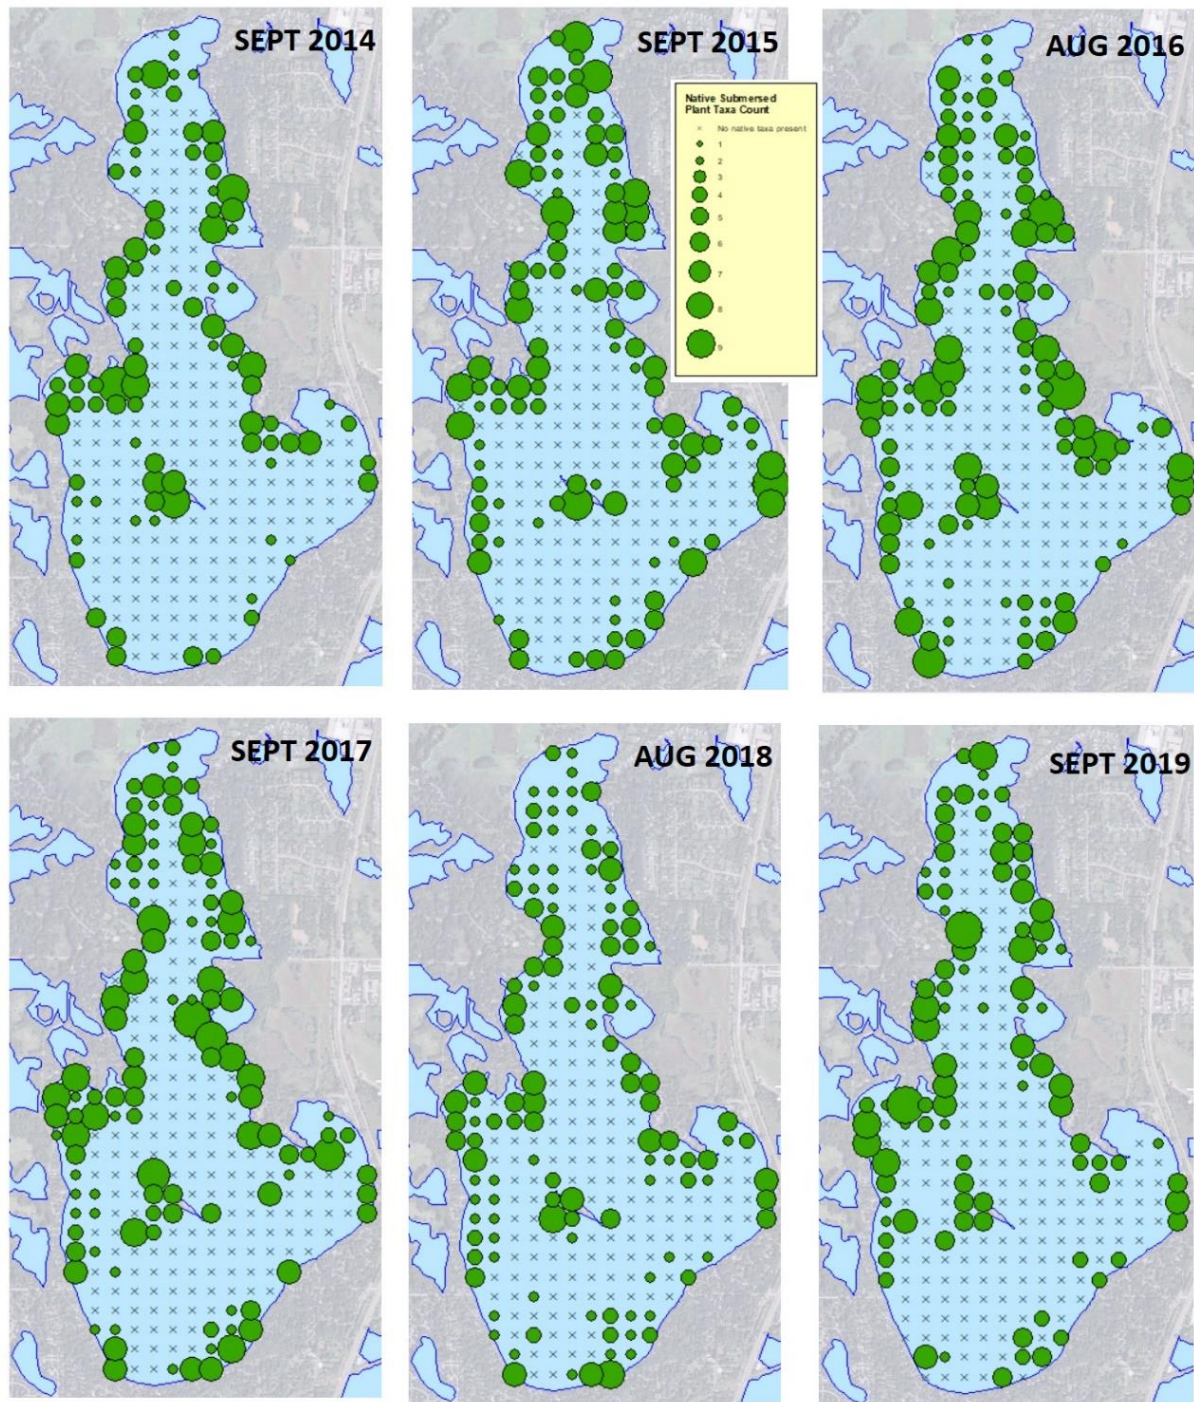 SEPT 2014
SEPT 2015
AUG 2016
Native Submersed
Plant Taxa Count
No native taxa present
1
2
3
4
5
6
7
8
9
SEPT 2017
AUG 2018
SEPT 2019